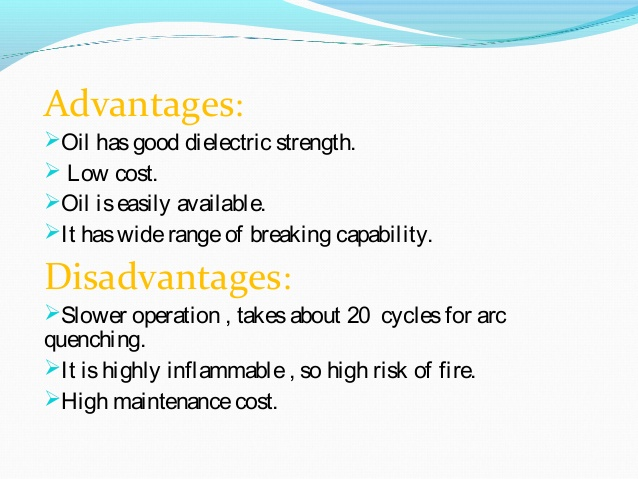 Advantages:
➢Oil has good dielectric strength.
➢ Low cost.
➢Oil is easily available.
➢It has wide range of breaking capability.
Disadvantages:
➢Slower operation , takes about 20 cycles for arc
quenching.
➢It is highly inflammable , so high risk of fire.
➢High maintenance cost.